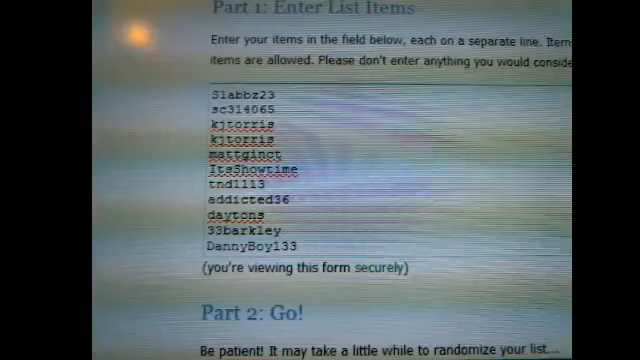 Part 1: Enter List Items
Enter your items in the field below, each on a separate line. Item
items are allowed. Please don't enter anything you would conside
Slabbz23
sc314065
kjtorris
kjtorris
mattginct
ItsShowtime
tnd1113
addicted36
daytons
33barkley
DannyBoy133
(you're viewing this form securely)
Part 2: Go!
Be patient! It may take a little while to randomize your list...